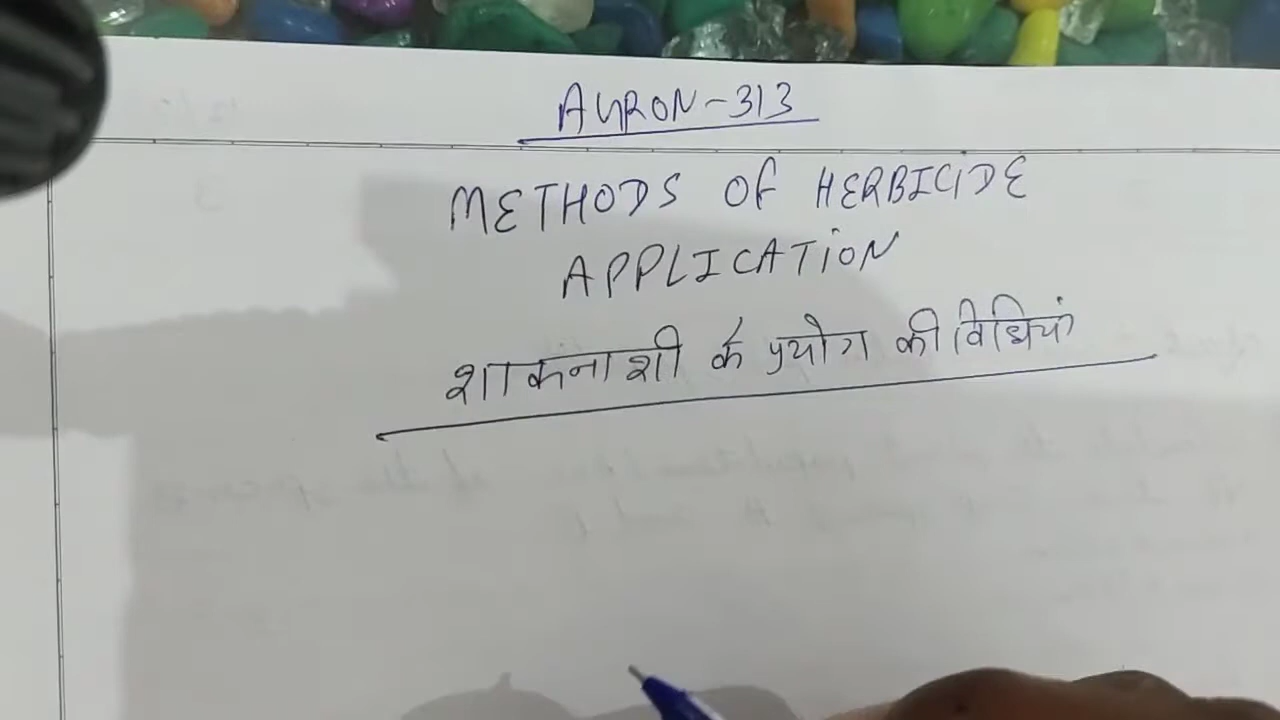 AGRON-313
METHODS OF HERBICIDE
APPLICATION
शाकनाशी के प्रयोग की विधियां